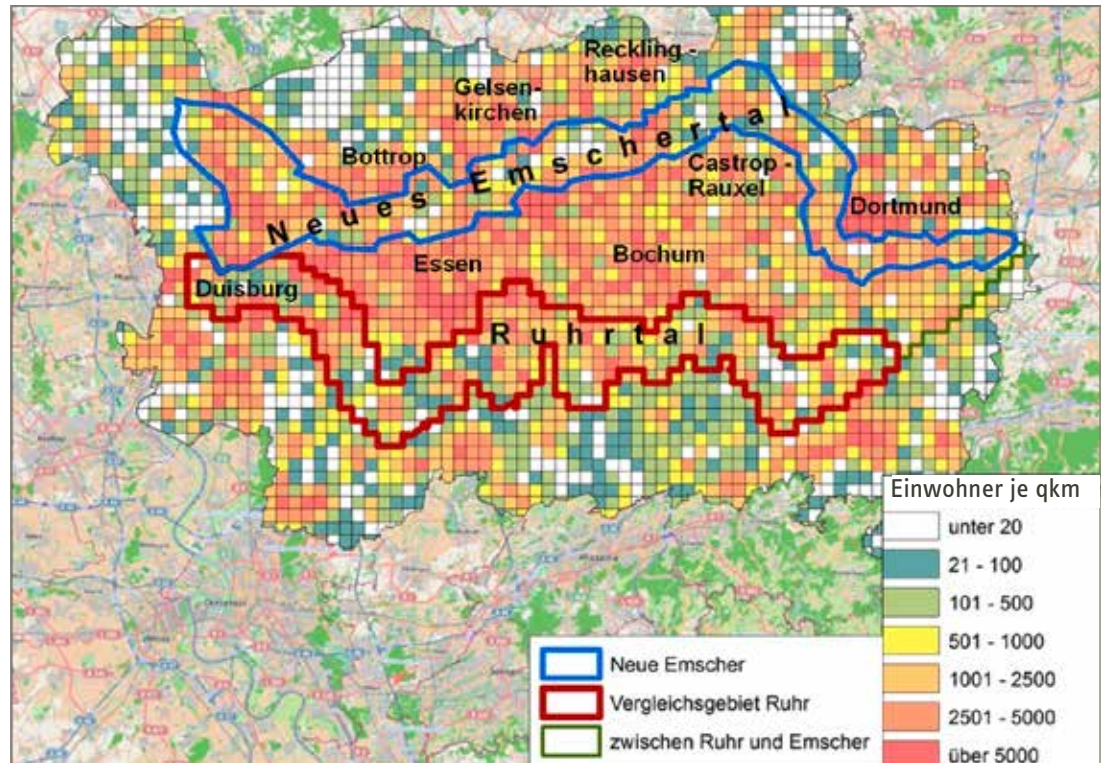 Reckling -
hausen
Gelsen-
kirchen
Bottrop
Neues Emschertal
Castrop -
Rauxel
Dortmund
Essen
Bochum
Duisburg
Ruhrtal
Einwohner je qkm
unter 20
21 - 100
101 - 500
501 - 1000
1001 - 2500
2501 - 5000
über 5000
Neue Emscher
Vergleichsgebiet Ruhr
zwischen Ruhr und Emscher